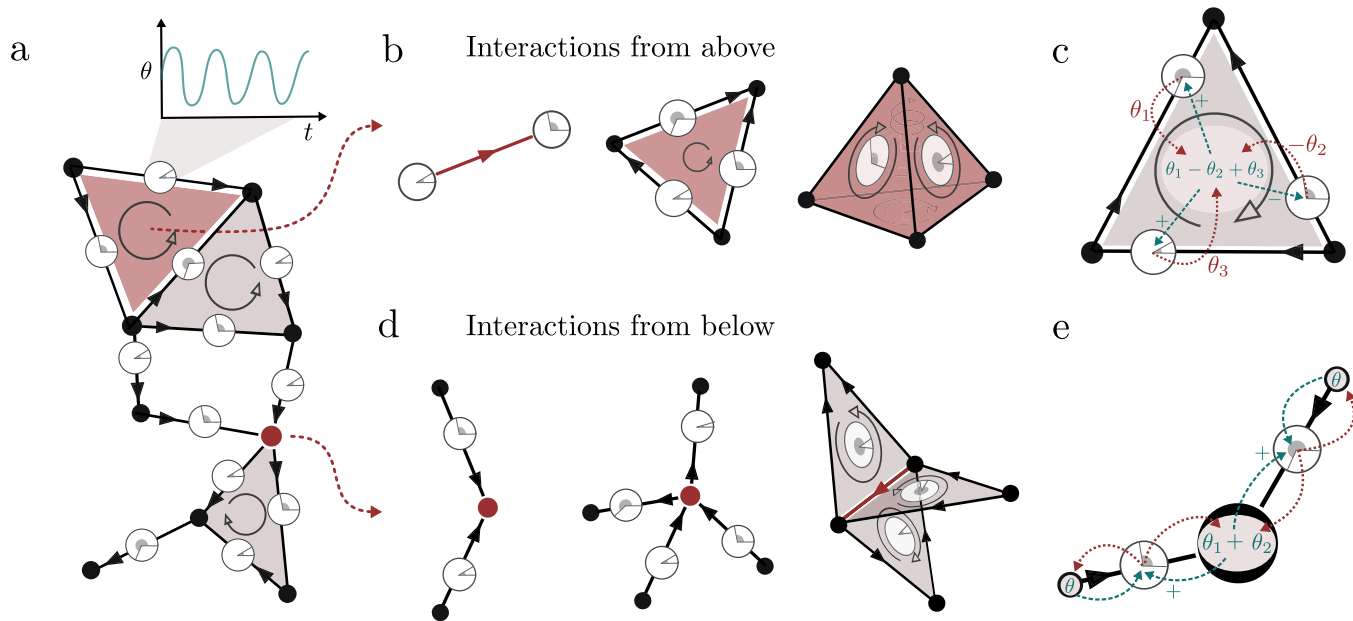 a
θ
t
b
Interactions from above
c
θ₁
+
−θ₂
θ₁ − θ₂ + θ₃
−
+
θ₃
d
Interactions from below
e
θ
+
θ₁ + θ₂
θ
+